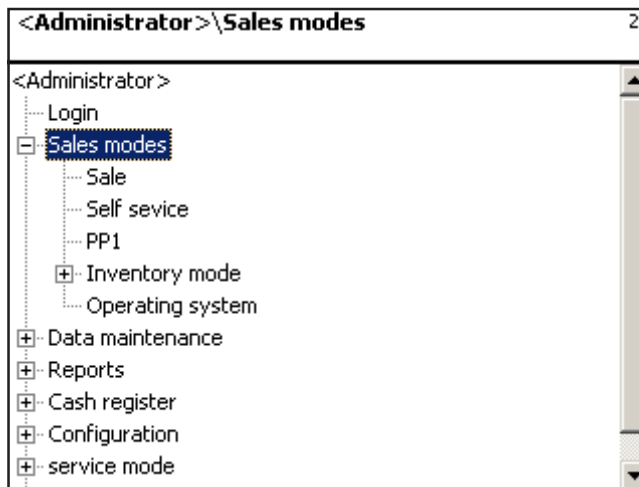 <Administrator>\Sales modes 2
<Administrator>
Login
Sales modes
Sale
Self sevice
PP1
Inventory mode
Operating system
Data maintenance
Reports
Cash register
Configuration
service mode